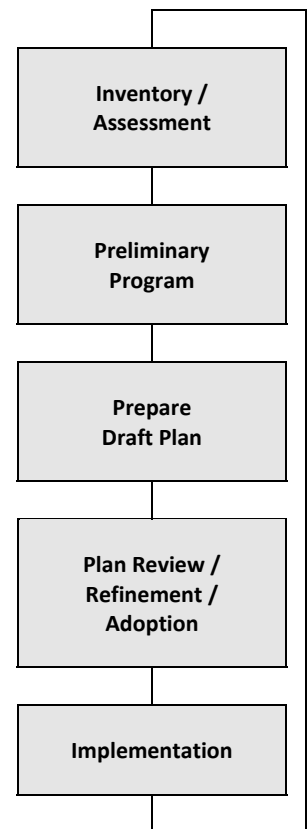 Inventory /
Assessment
Preliminary
Program
Prepare
Draft Plan
Plan Review /
Refinement /
Adoption
Implementation